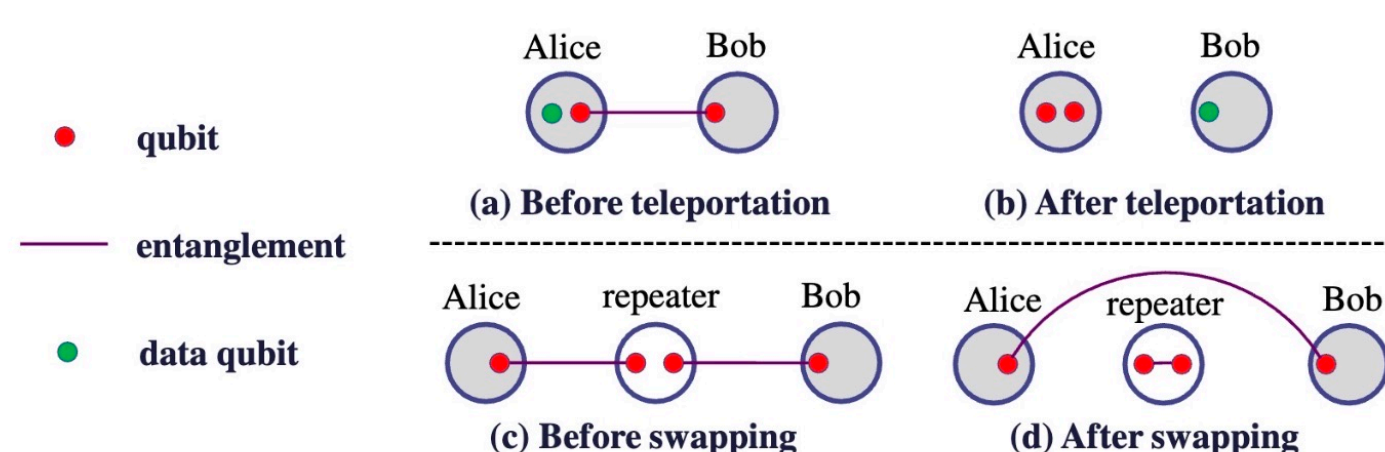 Alice Bob
Alice Bob
qubit
(a) Before teleportation
(b) After teleportation
entanglement
Alice repeater Bob
Alice repeater Bob
data qubit
(c) Before swapping
(d) After swapping